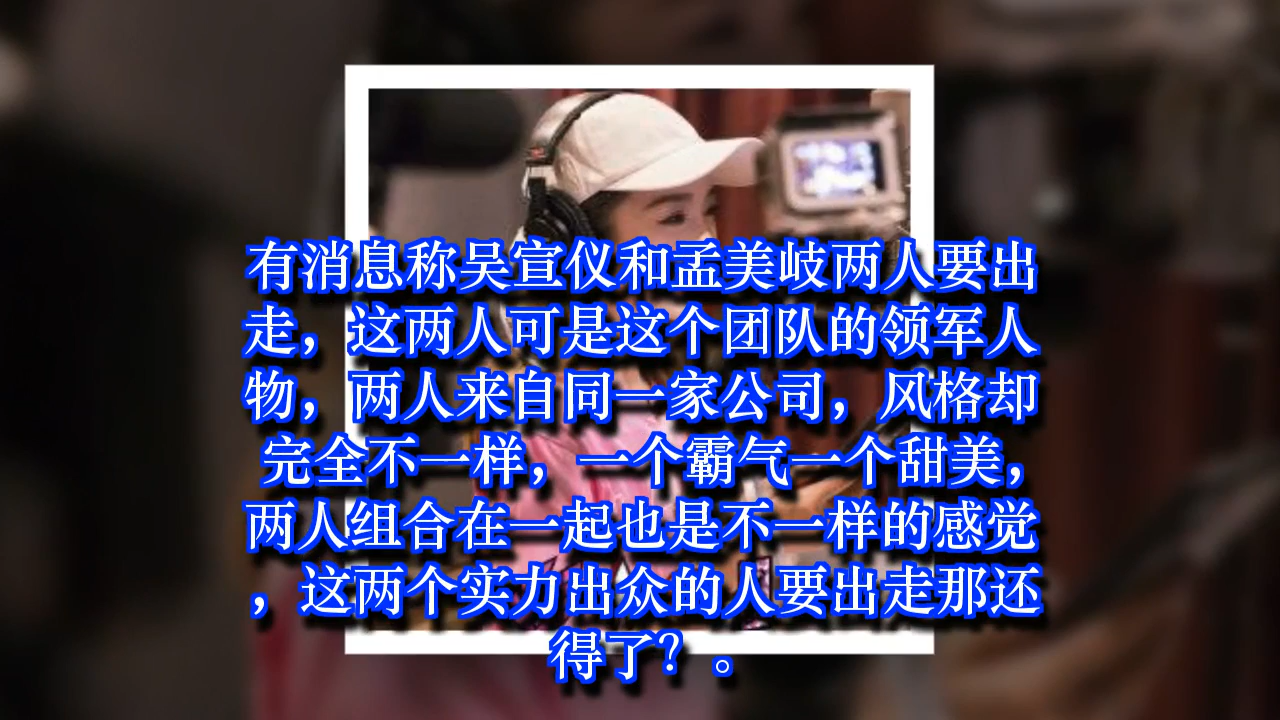 有消息称吴宣仪和孟美岐两人要出
走，这两人可是这个团队的领军人
物，两人来自同一家公司，风格却
完全不一样，一个霸气一个甜美，
两人组合在一起也是不一样的感觉
，这两个实力出众的人要出走那还
得了？。